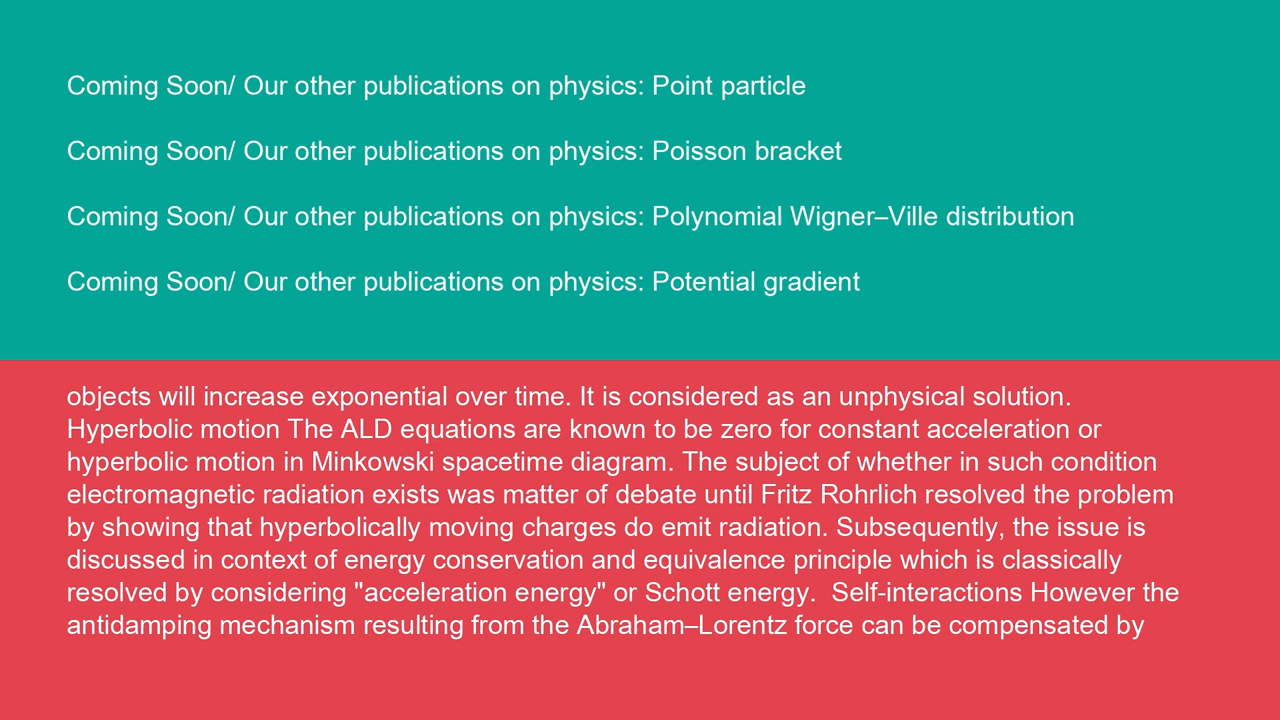 Coming Soon/ Our other publications on physics: Point particle
Coming Soon/ Our other publications on physics: Poisson bracket
Coming Soon/ Our other publications on physics: Polynomial Wigner–Ville distribution
Coming Soon/ Our other publications on physics: Potential gradient
objects will increase exponential over time. It is considered as an unphysical solution.
Hyperbolic motion The ALD equations are known to be zero for constant acceleration or
hyperbolic motion in Minkowski spacetime diagram. The subject of whether in such condition
electromagnetic radiation exists was matter of debate until Fritz Rohrlich resolved the problem
by showing that hyperbolically moving charges do emit radiation. Subsequently, the issue is
discussed in context of energy conservation and equivalence principle which is classically
resolved by considering "acceleration energy" or Schott energy.  Self-interactions However the
antidamping mechanism resulting from the Abraham–Lorentz force can be compensated by